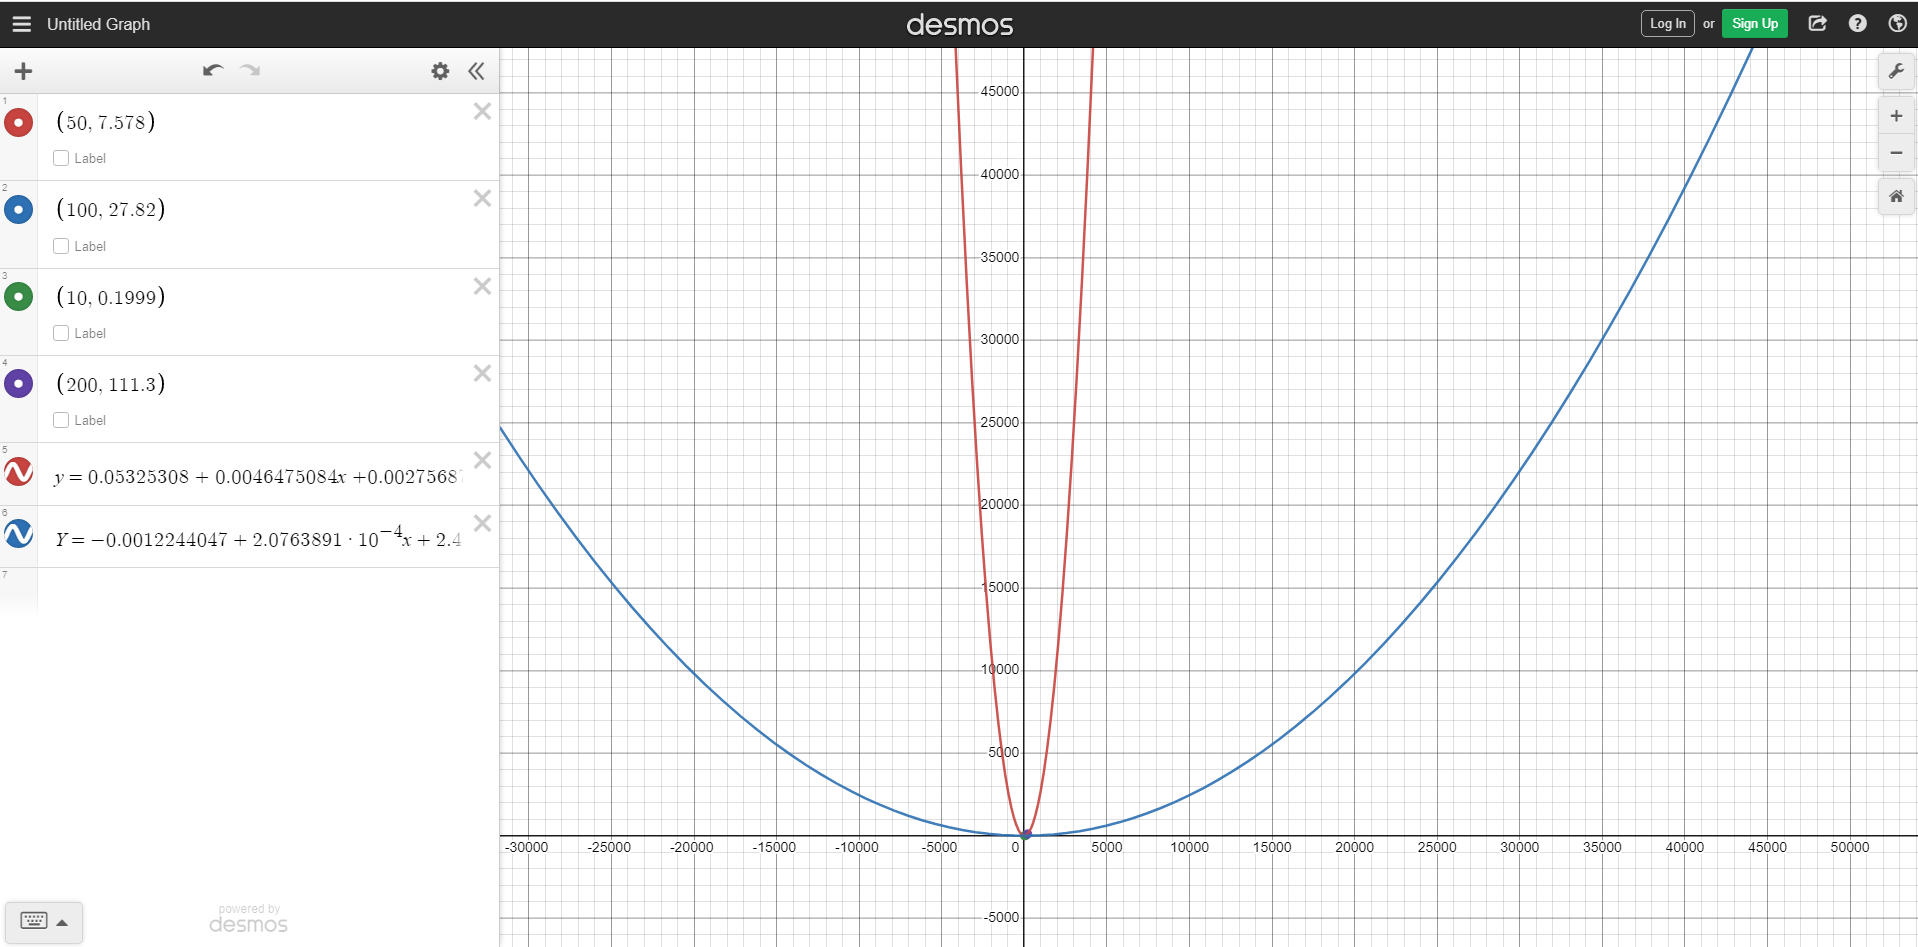 Untitled Graph
desmos
Log In or Sign Up
1
(50, 7.578)
Label
2
(100, 27.82)
Label
3
(10, 0.1999)
Label
4
(200, 111.3)
Label
5
y = 0.05325308 + 0.0046475084x +0.0027568
6
Y = −0.0012244047 + 2.0763891 · 10⁻⁴x + 2.4
7
powered by
desmos
45000
40000
35000
30000
25000
20000
15000
10000
5000
-30000 -25000 -20000 -15000 -10000 -5000 0 5000 10000 15000 20000 25000 30000 35000 40000 45000 50000
-5000